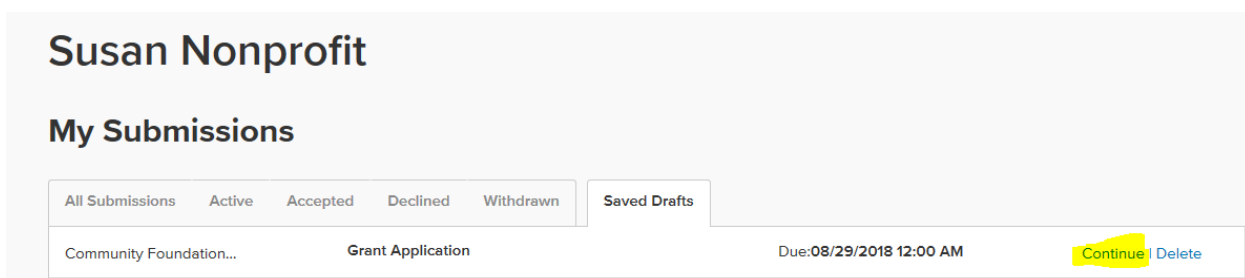 Susan Nonprofit
My Submissions
All Submissions Active Accepted Declined Withdrawn Saved Drafts
Community Foundation... Grant Application Due:08/29/2018 12:00 AM Continue | Delete